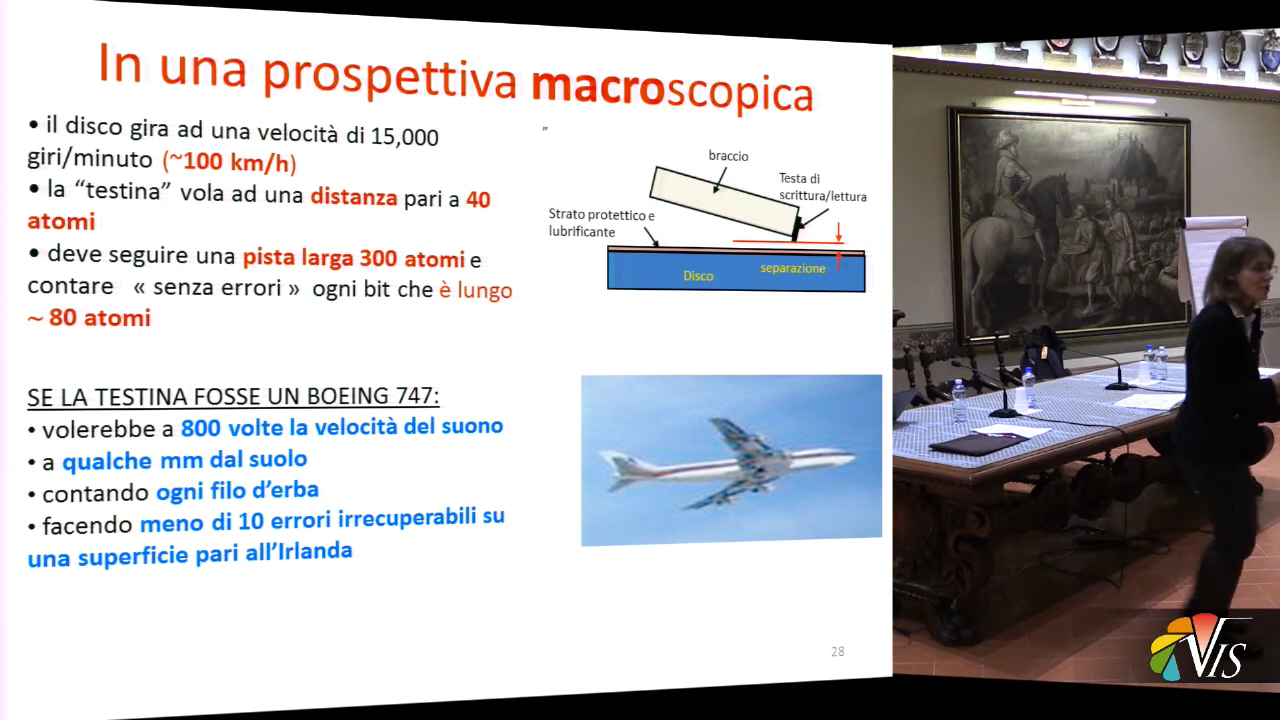 In una prospettiva macroscopica
• il disco gira ad una velocità di 15,000
giri/minuto (~100 km/h)
• la “testina” vola ad una distanza pari a 40
atomi
• deve seguire una pista larga 300 atomi e
contare « senza errori » ogni bit che è lungo
~ 80 atomi
”
braccio
Testa di
scrittura/lettura
Strato protettico e
lubrificante
separazione
Disco
SE LA TESTINA FOSSE UN BOEING 747:
• volerebbe a 800 volte la velocità del suono
• a qualche mm dal suolo
• contando ogni filo d’erba
• facendo meno di 10 errori irrecuperabili su
una superficie pari all’Irlanda
28
VIS